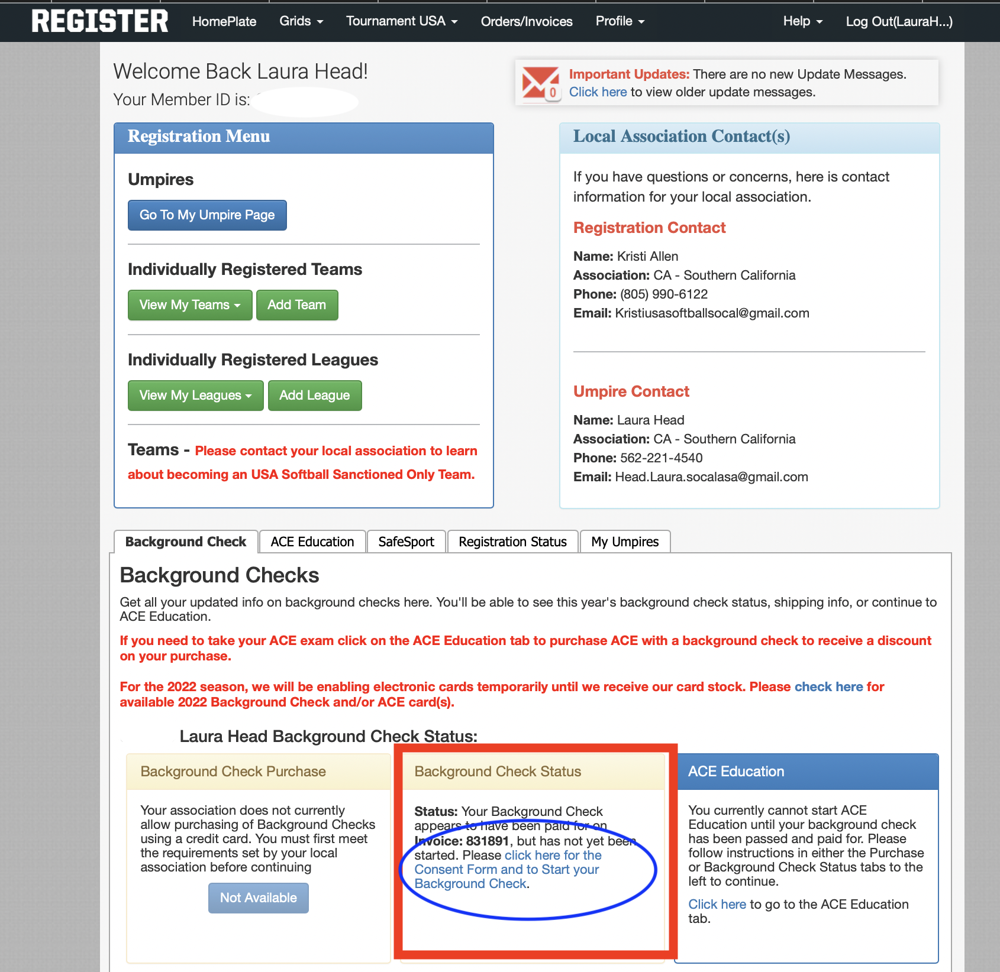 REGISTER HomePlate Grids Tournament USA Orders/Invoices Profile Help Log Out(LauraH...)
Welcome Back Laura Head!
Your Member ID is:
Important Updates: There are no new Update Messages.
0
Click here to view older update messages.
Registration Menu
Umpires
Go To My Umpire Page
Individually Registered Teams
View My Teams Add Team
Individually Registered Leagues
View My Leagues Add League
Teams - Please contact your local association to learn
about becoming an USA Softball Sanctioned Only Team.
Local Association Contact(s)
If you have questions or concerns, here is contact
information for your local association.
Registration Contact
Name: Kristi Allen
Association: CA - Southern California
Phone: (805) 990-6122
Email: Kristiusasoftballsocal@gmail.com
Umpire Contact
Name: Laura Head
Association: CA - Southern California
Phone: 562-221-4540
Email: Head.Laura.socalasa@gmail.com
Background Check ACE Education SafeSport Registration Status My Umpires
Background Checks
Get all your updated info on background checks here. You'll be able to see this year's background check status, shipping info, or continue to
ACE Education.
If you need to take your ACE exam click on the ACE Education tab to purchase ACE with a background check to receive a discount
on your purchase.
For the 2022 season, we will be enabling electronic cards temporarily until we receive our card stock. Please check here for
available 2022 Background Check and/or ACE card(s).
Laura Head Background Check Status:
Background Check Purchase
Your association does not currently
allow purchasing of Background Checks
using a credit card. You must first meet
the requirements set by your local
association before continuing
Not Available
Background Check Status
Status: Your Background Check
appears to have been paid for on
Invoice: 831891, but has not yet been
started. Please click here for the
Consent Form and to Start your
Background Check.
ACE Education
You currently cannot start ACE
Education until your background check
has been passed and paid for. Please
follow instructions in either the Purchase
or Background Check Status tabs to the
left to continue.
Click here to go to the ACE Education
tab.